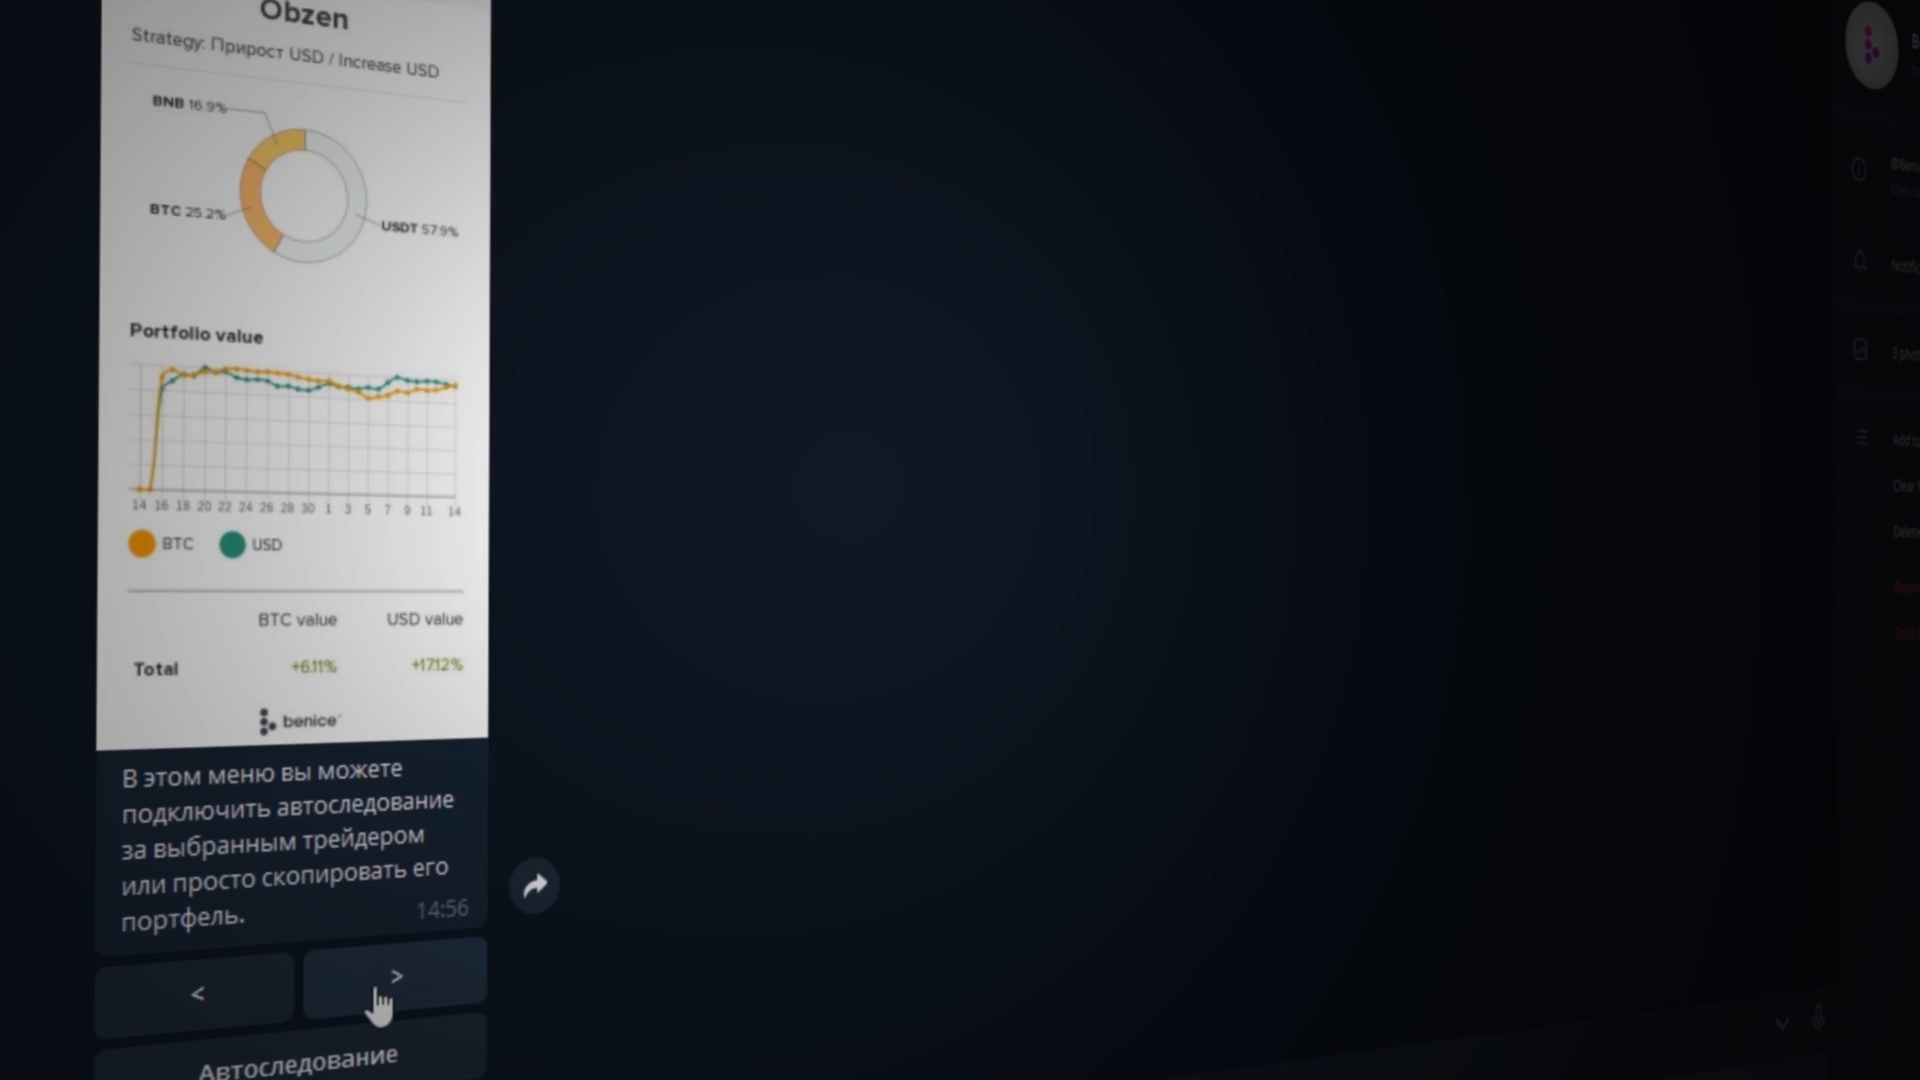 Obzen
Strategy: Прирост USD / Increase USD
BNB 16.9%
BTC 25.2%
USDT 57.9%
Portfolio value
14 16 18 20 22 24 26 28 30 1 3 5 7 9 11 14
BTC USD
BTC value USD value
Total +6.11% +17.12%
benice
В этом меню вы можете
подключить автоследование
за выбранным трейдером
или просто скопировать его
портфель.
14:56
< >
Автоследование